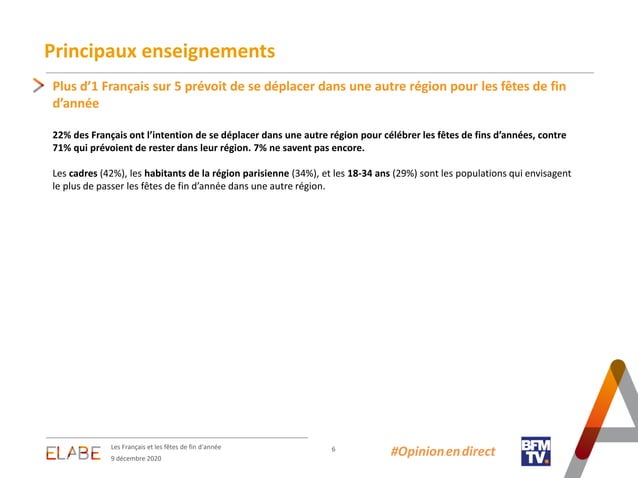 Principaux enseignements
Plus d’1 Français sur 5 prévoit de se déplacer dans une autre région pour les fêtes de fin
d’année
22% des Français ont l’intention de se déplacer dans une autre région pour célébrer les fêtes de fins d’années, contre
71% qui prévoient de rester dans leur région. 7% ne savent pas encore.
Les cadres (42%), les habitants de la région parisienne (34%), et les 18-34 ans (29%) sont les populations qui envisagent
le plus de passer les fêtes de fin d’année dans une autre région.
ELABE
Les Français et les fêtes de fin d’année
9 décembre 2020
6
#Opinion en direct
BFM
TV.